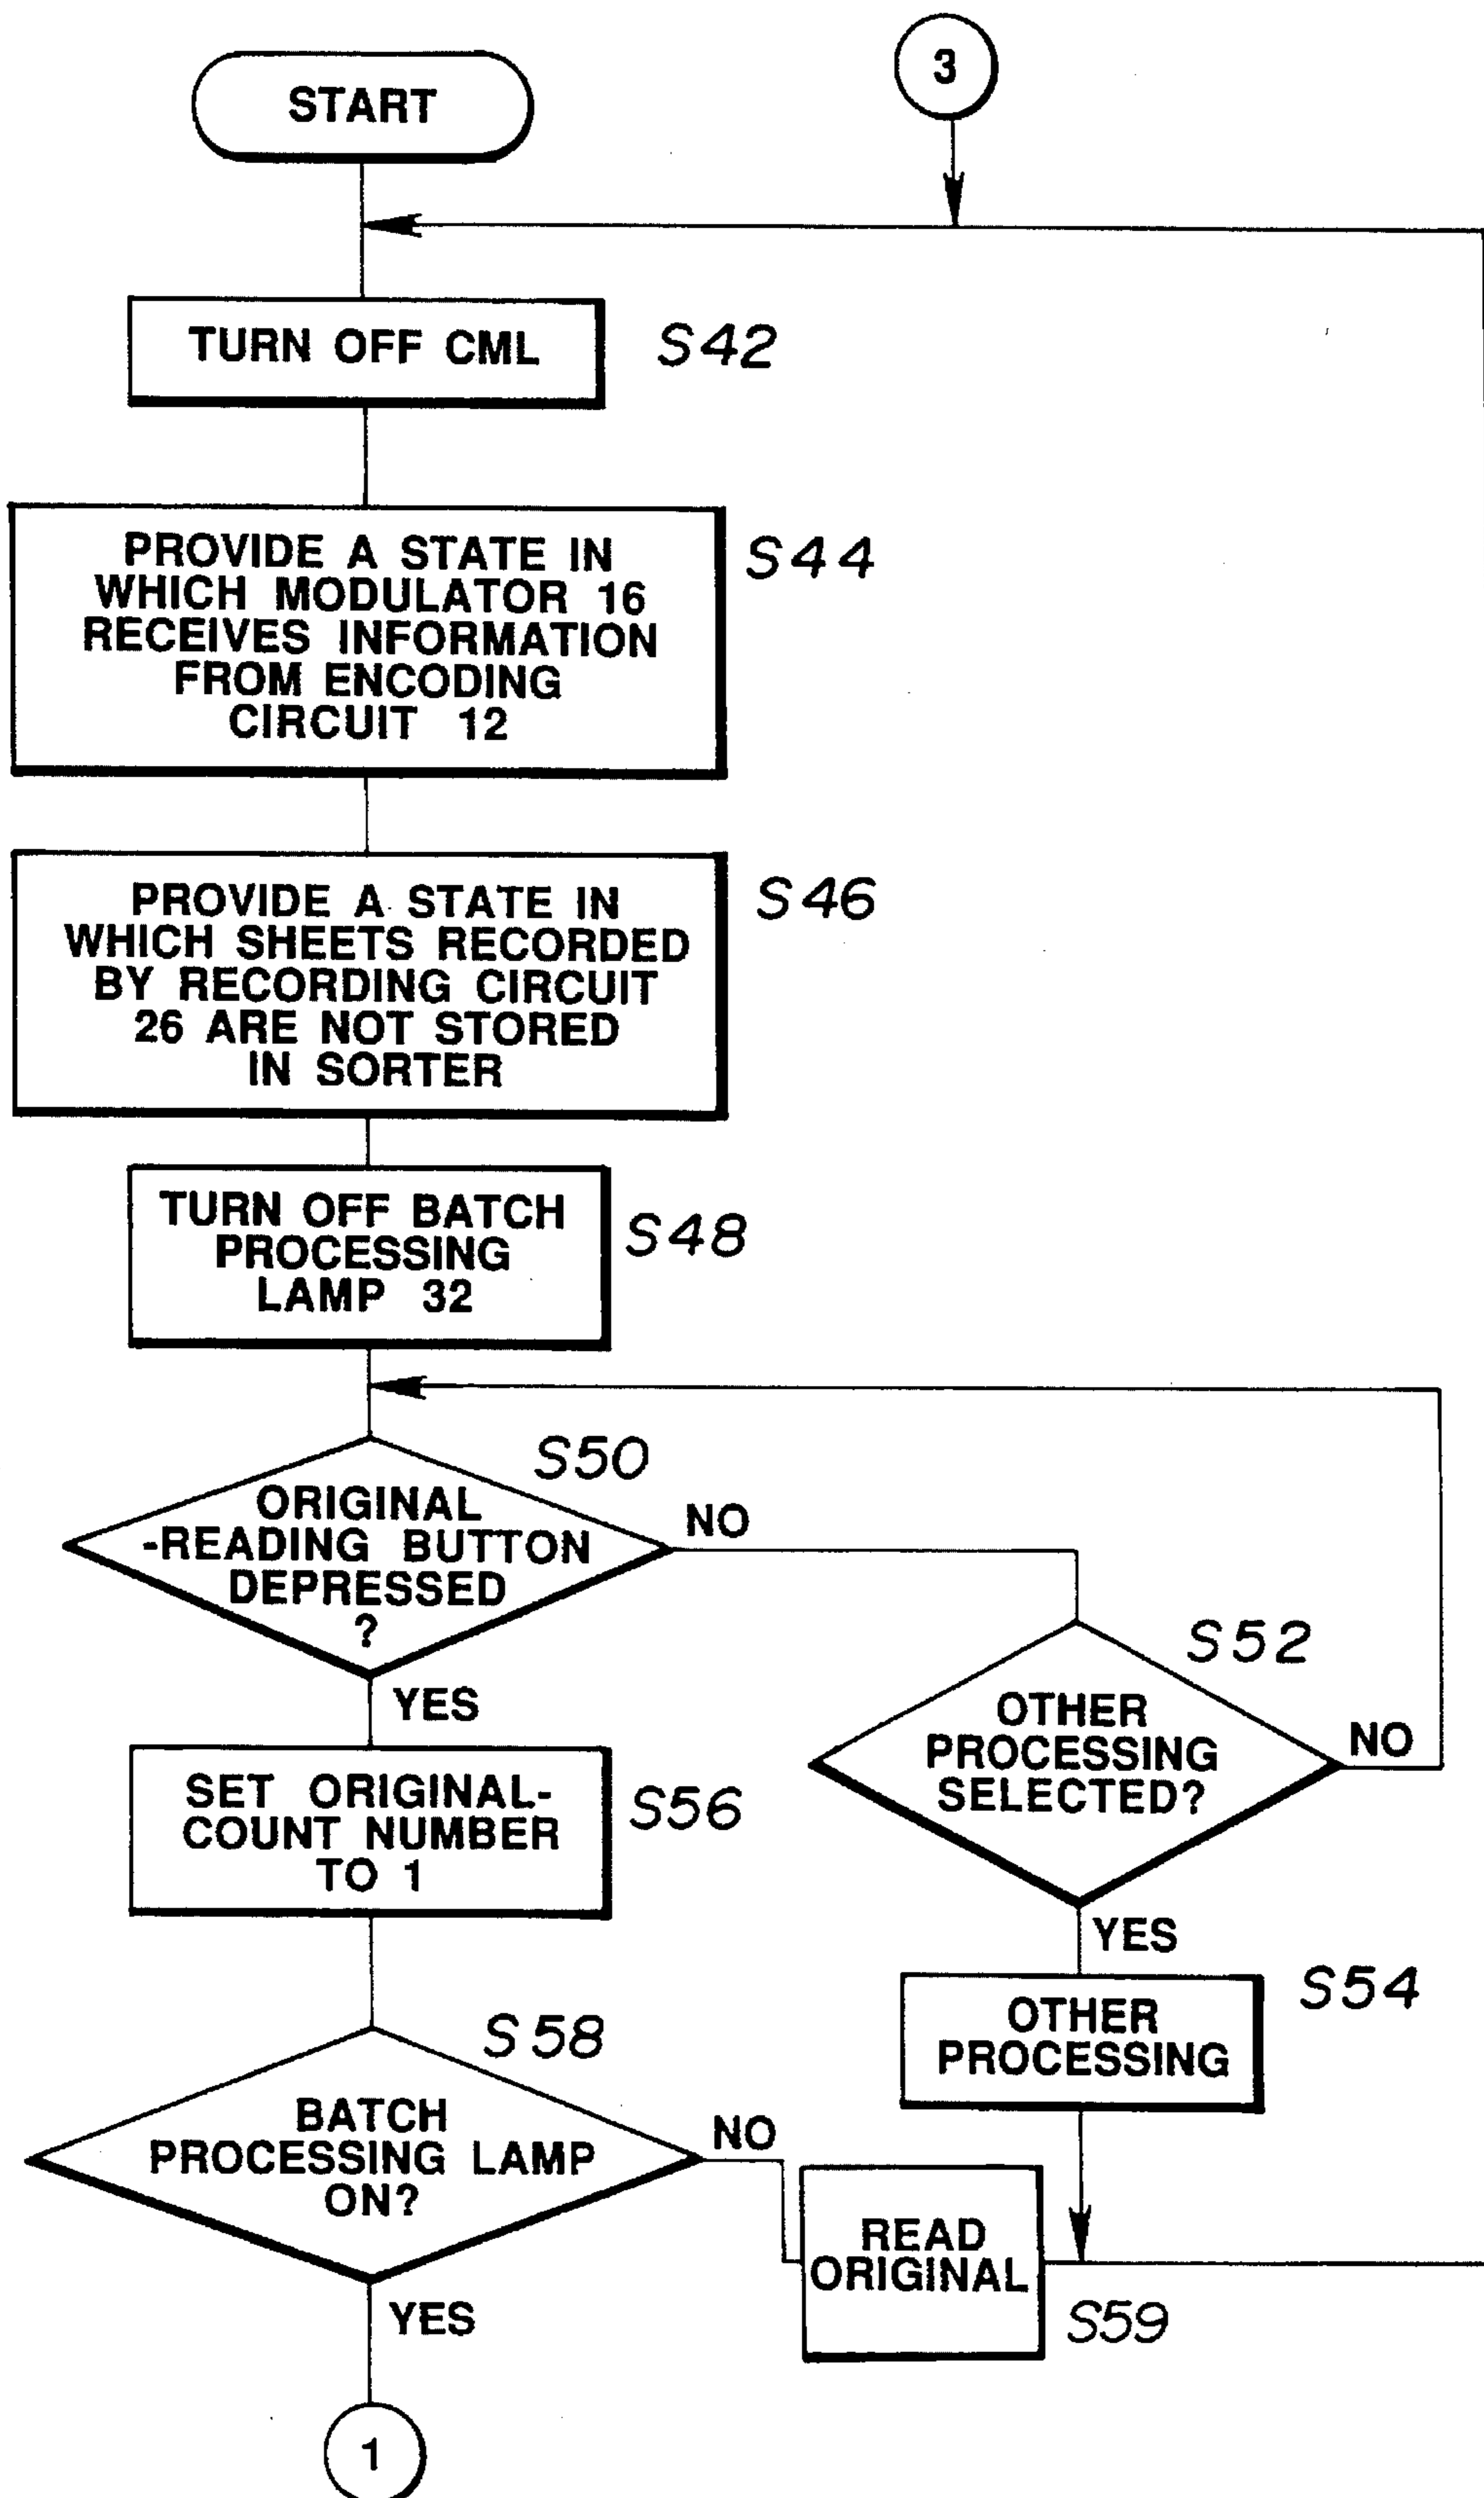 START
3
TURN OFF CML
S42
PROVIDE A STATE IN
WHICH MODULATOR 16
RECEIVES INFORMATION
FROM ENCODING
CIRCUIT 12
S44
PROVIDE A STATE IN
WHICH SHEETS RECORDED
BY RECORDING CIRCUIT
26 ARE NOT STORED
IN SORTER
S46
TURN OFF BATCH
PROCESSING
LAMP 32
S48
ORIGINAL
-READING BUTTON
DEPRESSED
?
S50
NO
YES
OTHER
PROCESSING
SELECTED?
S52
NO
YES
SET ORIGINAL-
COUNT NUMBER
TO 1
S56
OTHER
PROCESSING
S54
BATCH
PROCESSING LAMP
ON?
S58
NO
YES
READ
ORIGINAL
S59
1